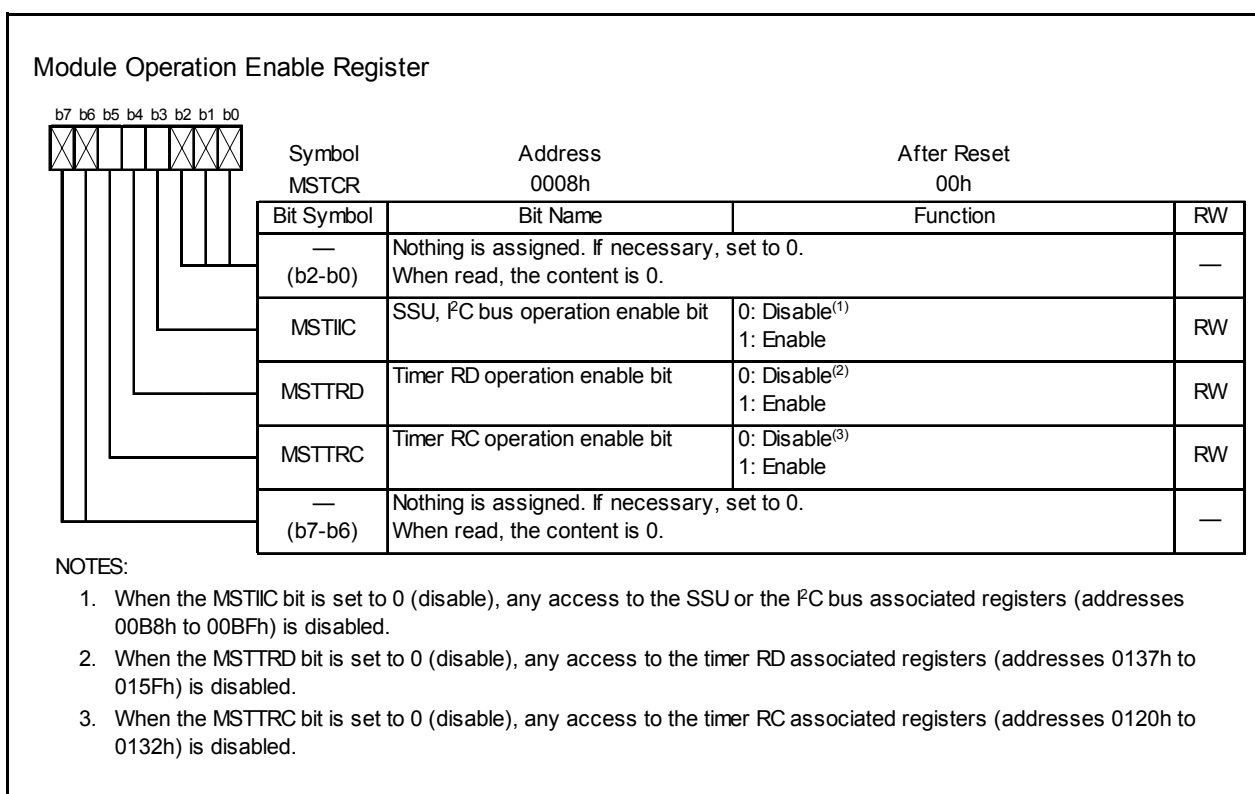 Module Operation Enable Register
b7 b6 b5 b4 b3 b2 b1 b0
Symbol Address After Reset
MSTCR 0008h 00h
Bit Symbol Bit Name Function RW
— Nothing is assigned. If necessary, set to 0.
(b2-b0) When read, the content is 0. —
MSTIIC SSU, I²C bus operation enable bit 0: Disable(1) RW
1: Enable
MSTTRD Timer RD operation enable bit 0: Disable(2) RW
1: Enable
MSTTRC Timer RC operation enable bit 0: Disable(3) RW
1: Enable
— Nothing is assigned. If necessary, set to 0.
(b7-b6) When read, the content is 0. —
NOTES:
1. When the MSTIIC bit is set to 0 (disable), any access to the SSU or the I²C bus associated registers (addresses
00B8h to 00BFh) is disabled.
2. When the MSTTRD bit is set to 0 (disable), any access to the timer RD associated registers (addresses 0137h to
015Fh) is disabled.
3. When the MSTTRC bit is set to 0 (disable), any access to the timer RC associated registers (addresses 0120h to
0132h) is disabled.